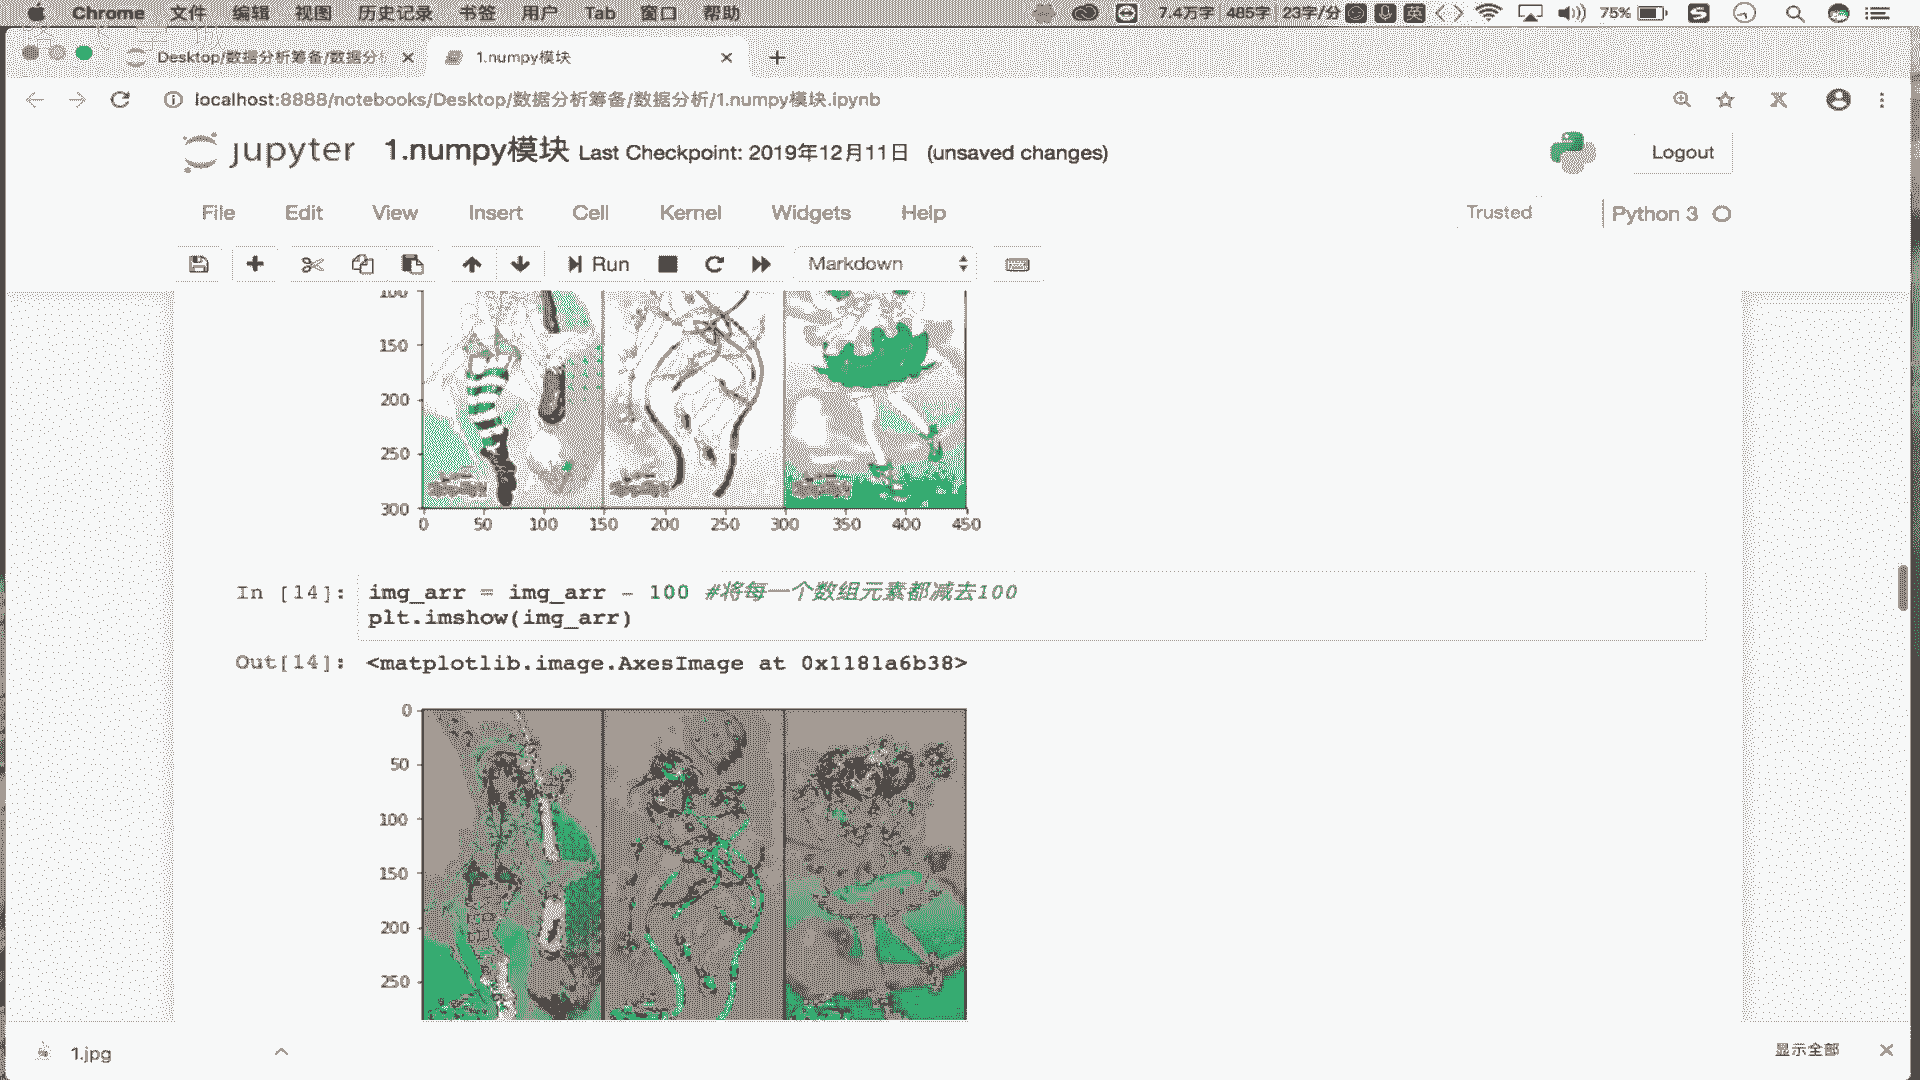 Chrome 文件 编辑 视图 历史记录 书签 用户 Tab 窗口 帮助 7.4万字 485字 23字/分 英 75%
Desktop/数据分析筹备/数据分析 1.numpy模块
localhost:8888/notebooks/Desktop/数据分析筹备/数据分析/1.numpy模块.ipynb
jupyter 1.numpy模块 Last Checkpoint: 2019年12月11日 (unsaved changes) Logout
File Edit View Insert Cell Kernel Widgets Help Trusted Python 3
Run Markdown
100
150
200
250
300
0 50 100 150 200 250 300 350 400 450
In [14]: img_arr = img_arr - 100 #将每一个数组元素都减去100
plt.imshow(img_arr)
Out[14]: <matplotlib.image.AxesImage at 0x1181a6b38>
0
50
100
150
200
250
1.jpg 显示全部